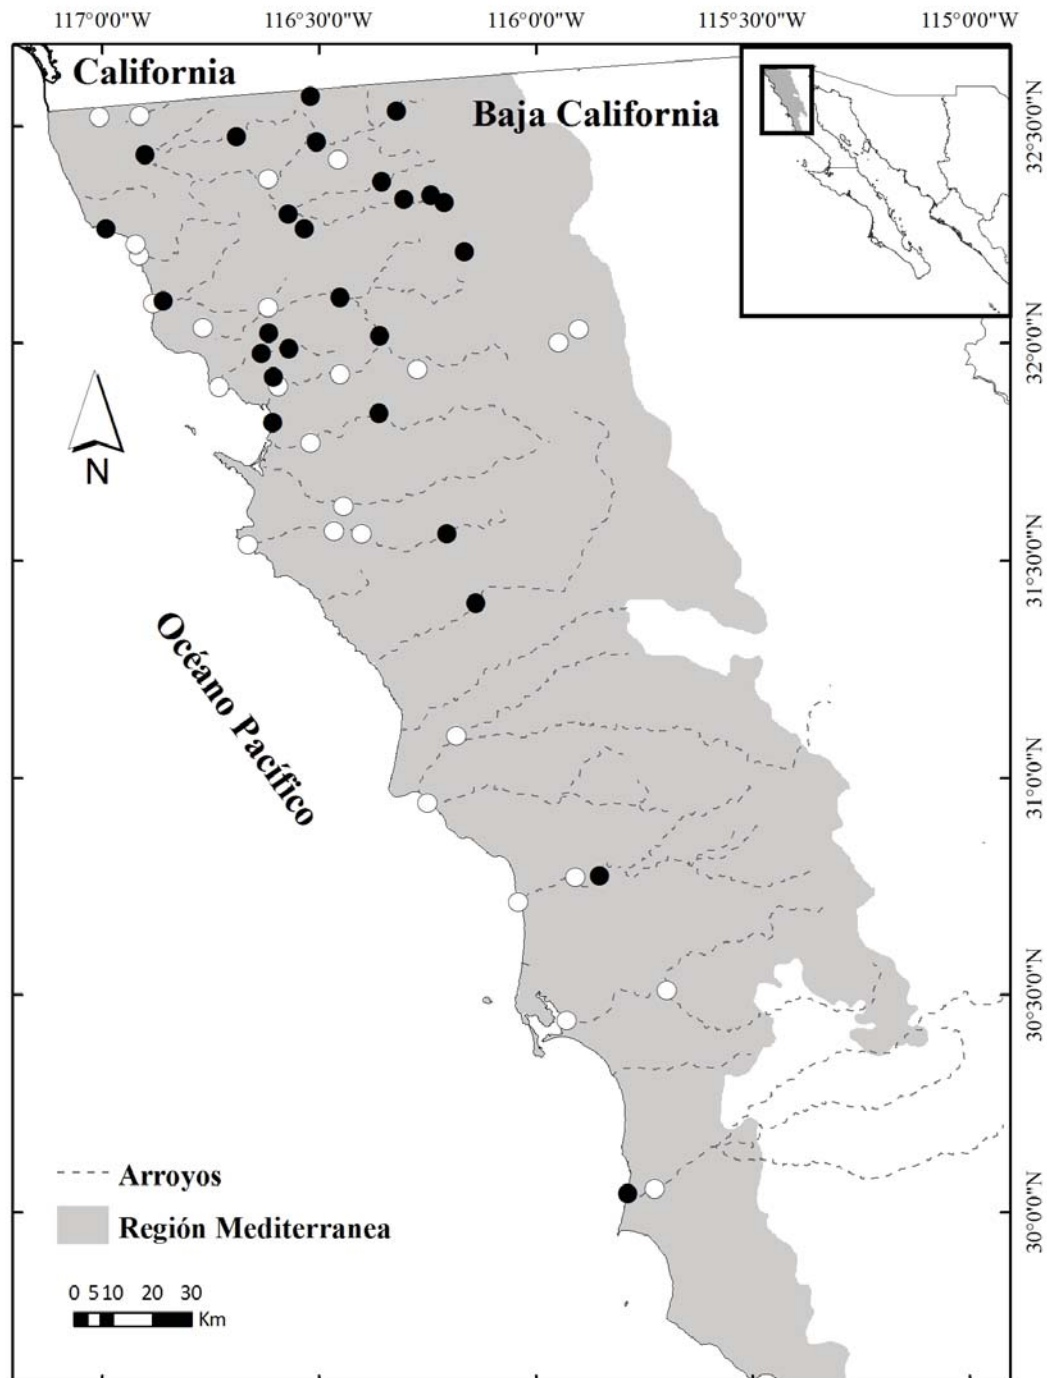 117°0'0"W 116°30'0"W 116°0'0"W 115°30'0"W 115°0'0"W
California
Baja California
32°30'0"N
32°0'0"N
N
31°30'0"N
Océano Pacífico
31°0'0"N
30°30'0"N
Arroyos
30°0'0"N
Región Mediterranea
0 5 10 20 30
Km